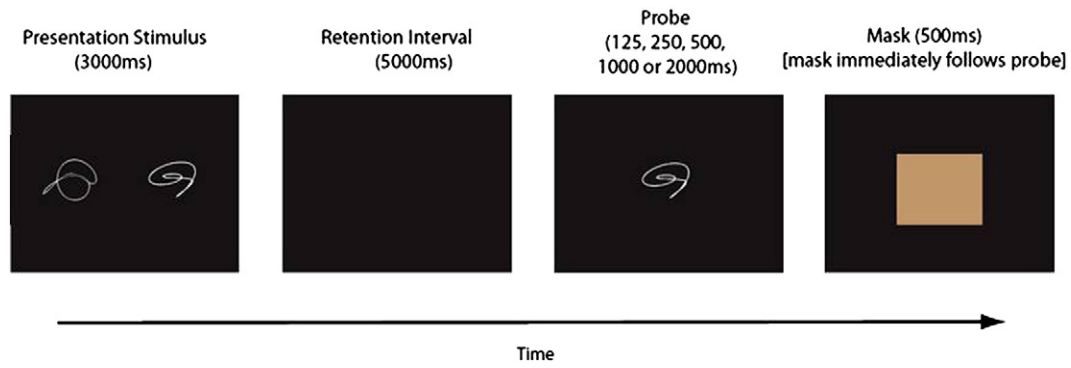 Presentation Stimulus
(3000ms)
Retention Interval
(5000ms)
Probe
(125, 250, 500,
1000 or 2000ms)
Mask (500ms)
[mask immediately follows probe]
Time